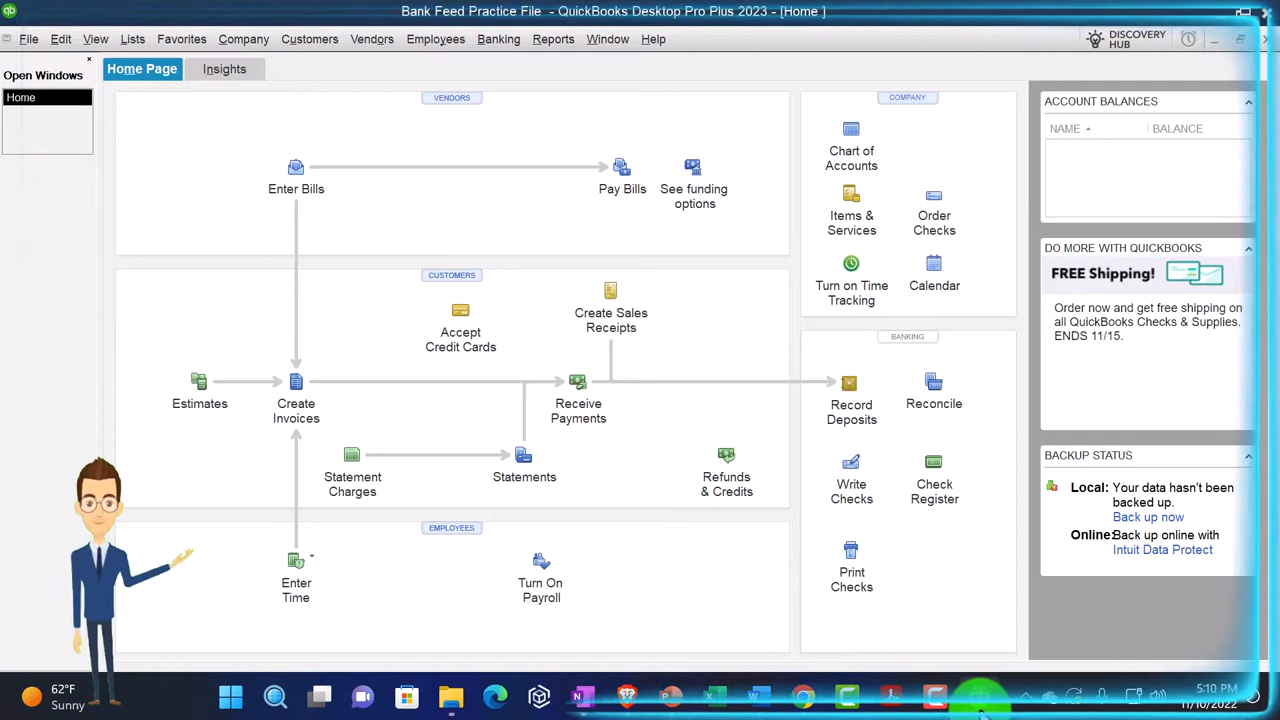 Bank Feed Practice File - QuickBooks Desktop Pro Plus 2023 - [Home ]
File Edit View Lists Favorites Company Customers Vendors Employees Banking Reports Window Help
DISCOVERY
HUB
Open Windows
Home
Home Page
Insights
VENDORS
Enter Bills
Pay Bills
See funding
options
CUSTOMERS
Accept
Credit Cards
Create Sales
Receipts
Estimates
Create
Invoices
Receive
Payments
Statement
Charges
Statements
Refunds
& Credits
EMPLOYEES
Enter
Time
Turn On
Payroll
COMPANY
Chart of
Accounts
Items &
Services
Order
Checks
Turn on Time
Tracking
Calendar
BANKING
Record
Deposits
Reconcile
Write
Checks
Check
Register
Print
Checks
ACCOUNT BALANCES
NAME BALANCE
DO MORE WITH QUICKBOOKS
FREE Shipping!
Order now and get free shipping on
all QuickBooks Checks & Supplies.
ENDS 11/15.
BACKUP STATUS
Local: Your data hasn't been
backed up.
Back up now
Online: Back up online with
Intuit Data Protect
62°F
Sunny
5:10 PM
11/10/2022